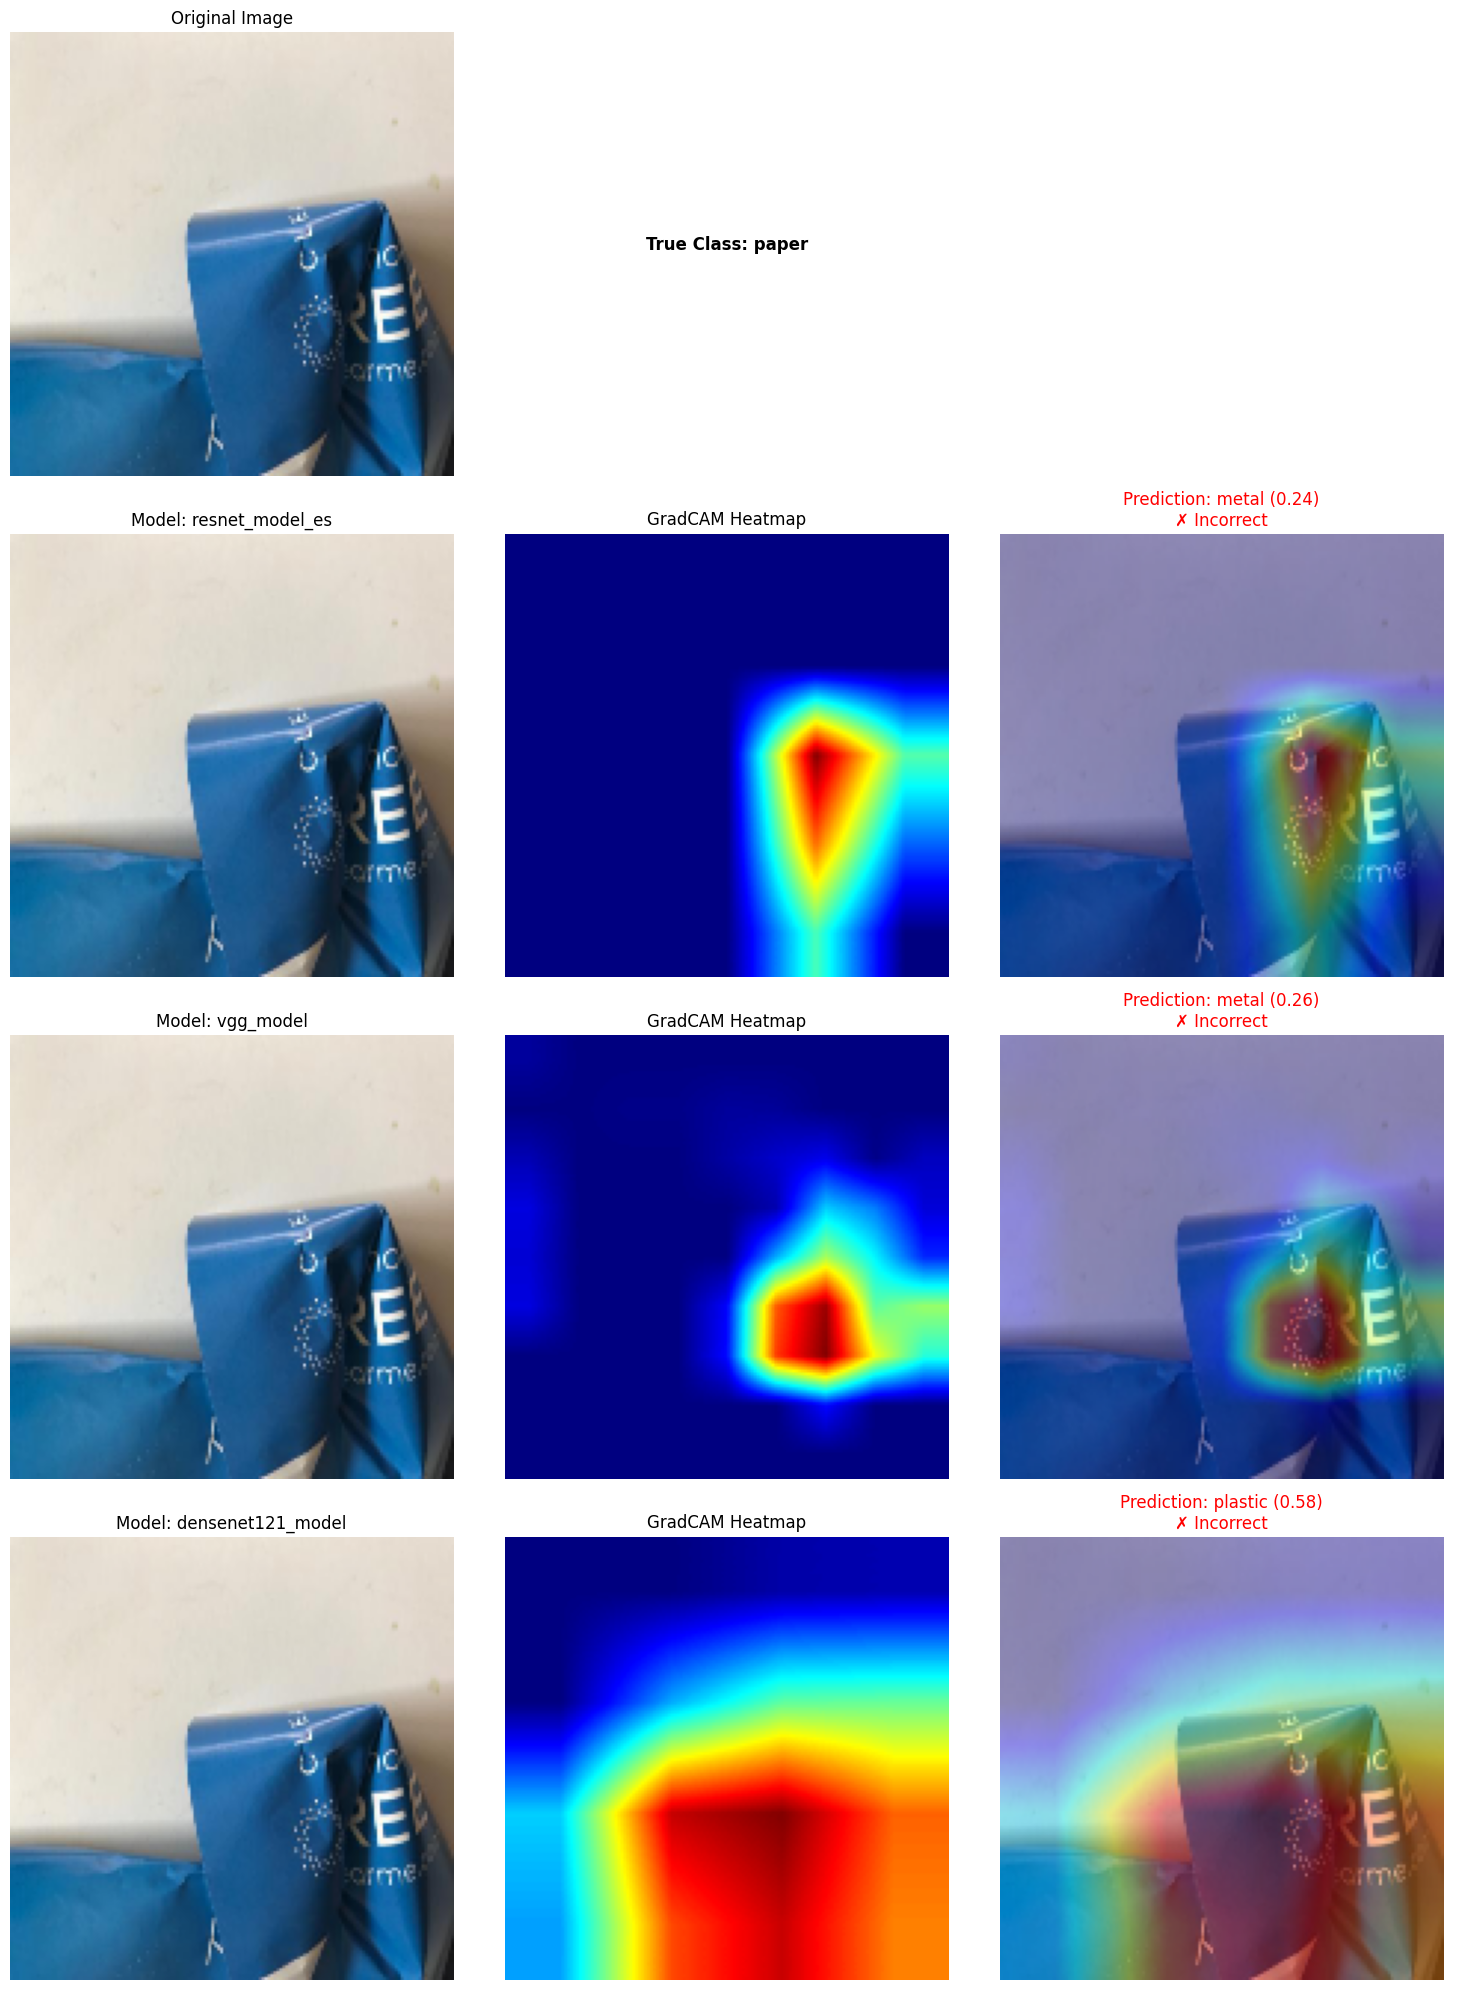 Original Image
True Class: paper
Model: resnet_model_es
GradCAM Heatmap
Prediction: metal (0.24)
✗ Incorrect
Model: vgg_model
GradCAM Heatmap
Prediction: metal (0.26)
✗ Incorrect
Model: densenet121_model
GradCAM Heatmap
Prediction: plastic (0.58)
✗ Incorrect